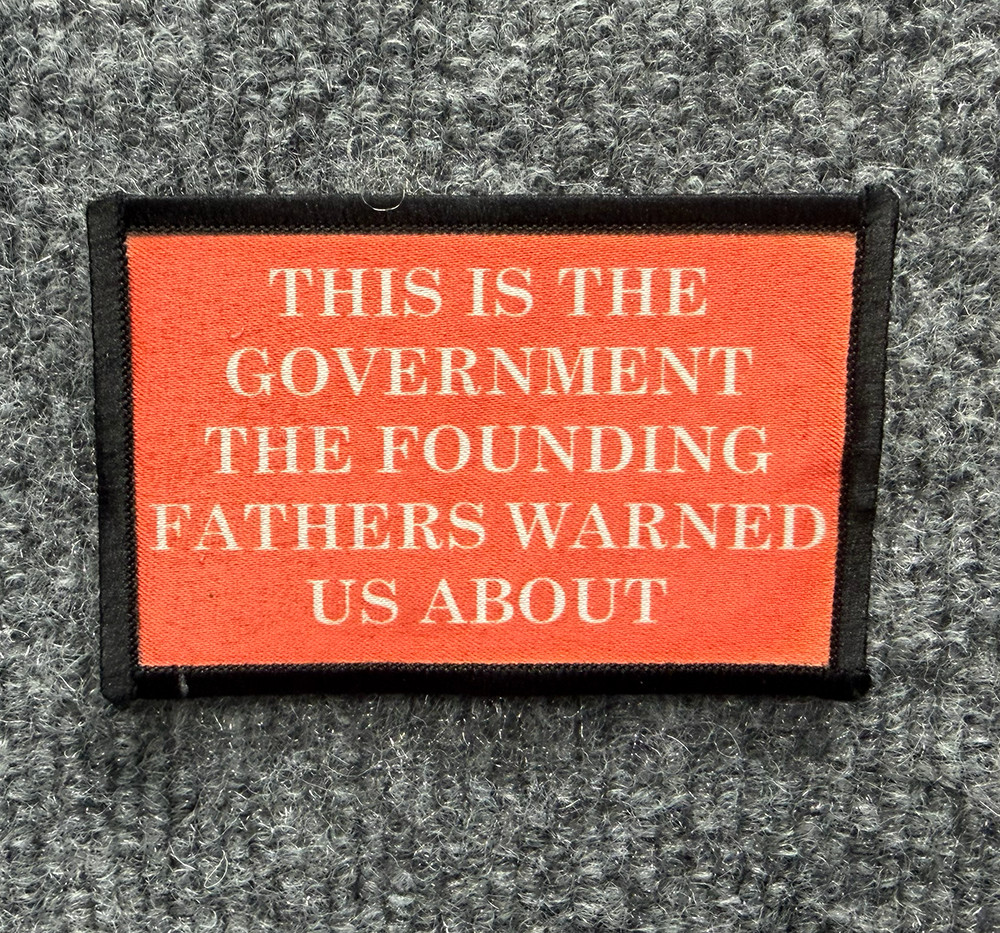 THIS IS THE
GOVERNMENT
THE FOUNDING
FATHERS WARNED
US ABOUT